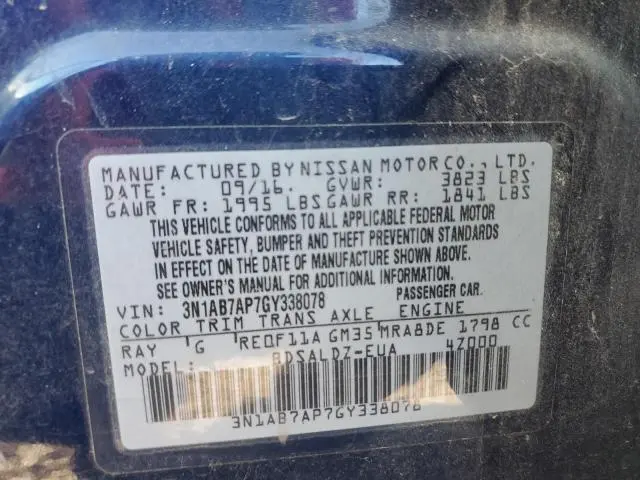 MANUFACTURED BY NISSAN MOTOR CO., LTD.
DATE: 09/16. GVWR: 3823 LBS
GAWR FR: 1995 LBS GAWR RR: 1841 LBS
THIS VEHICLE CONFORMS TO ALL APPLICABLE FEDERAL MOTOR
VEHICLE SAFETY, BUMPER AND THEFT PREVENTION STANDARDS
IN EFFECT ON THE DATE OF MANUFACTURE SHOWN ABOVE.
SEE OWNER'S MANUAL FOR ADDITIONAL INFORMATION.
VIN: 3N1AB7AP7GY338078 PASSENGER CAR.
COLOR TRIM TRANS AXLE ENGINE
RAY G RE0F11A GM35 MRA8DE 1798 CC
MODEL: BDSALDZ-EUA 4Z000
3N1AB7AP7GY338078